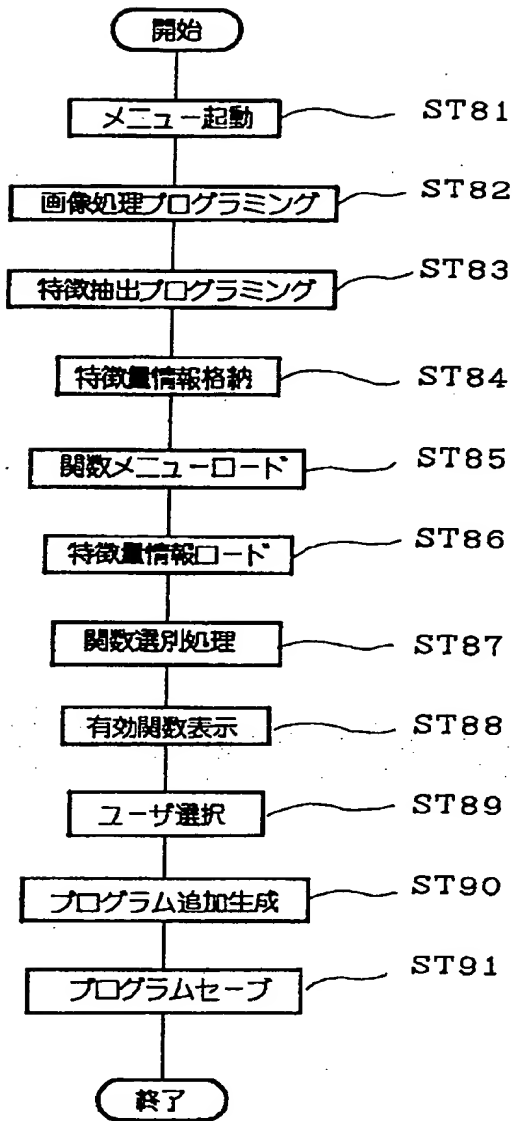 開始
メニュー起動 ST81
画像処理プログラミング ST82
特徴抽出プログラミング ST83
特徴量情報格納 ST84
関数メニューロード ST85
特徴量情報ロード ST86
関数選別処理 ST87
有効関数表示 ST88
ユーザ選択 ST89
プログラム追加生成 ST90
プログラムセーブ ST91
終了